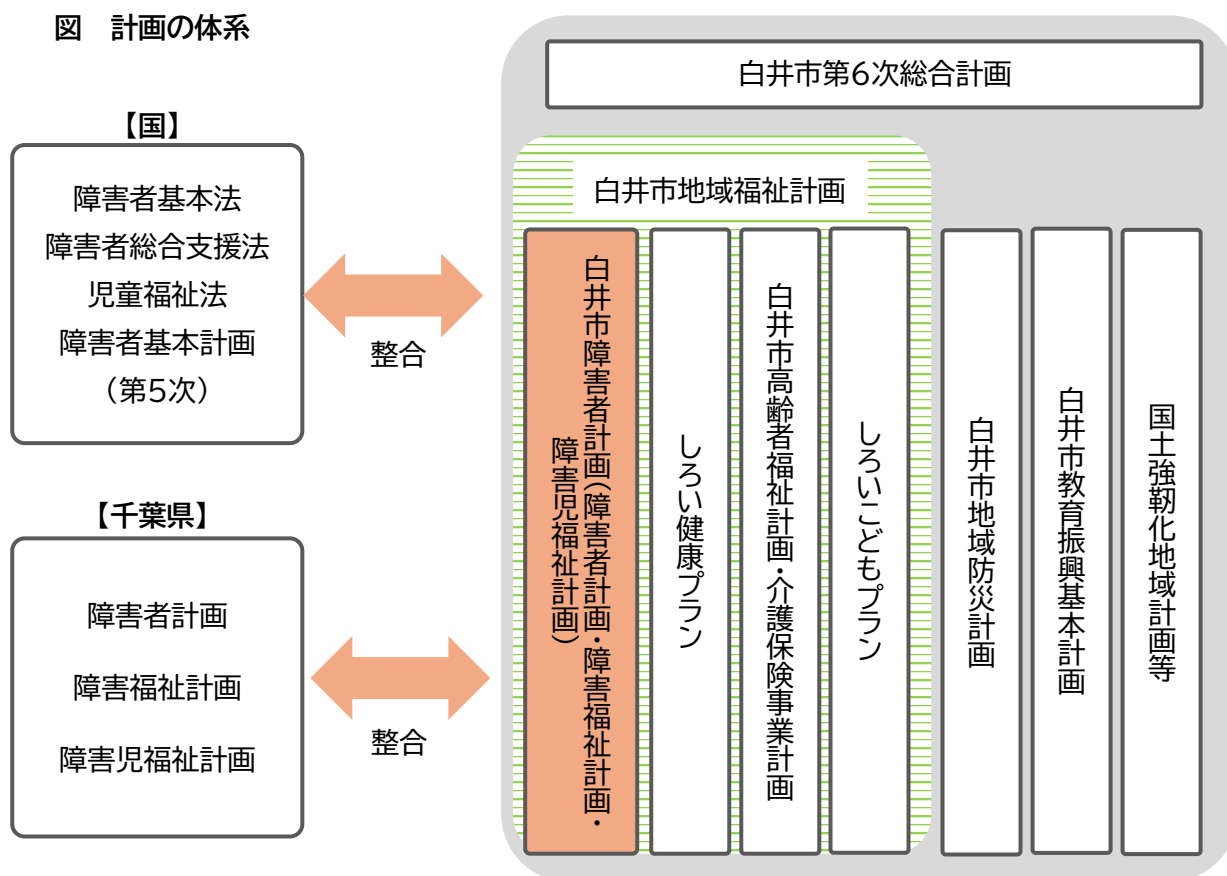 図　計画の体系
【国】
障害者基本法
障害者総合支援法
児童福祉法
障害者基本計画
（第5次）
整合
【千葉県】
障害者計画
障害福祉計画
障害児福祉計画
整合
白井市第6次総合計画
白井市地域福祉計画
白井市障害者計画（障害者計画・障害福祉計画・
障害児福祉計画）
しろい健康プラン
白井市高齢者福祉計画・介護保険事業計画
しろいこどもプラン
白井市地域防災計画
白井市教育振興基本計画
国土強靭化地域計画等